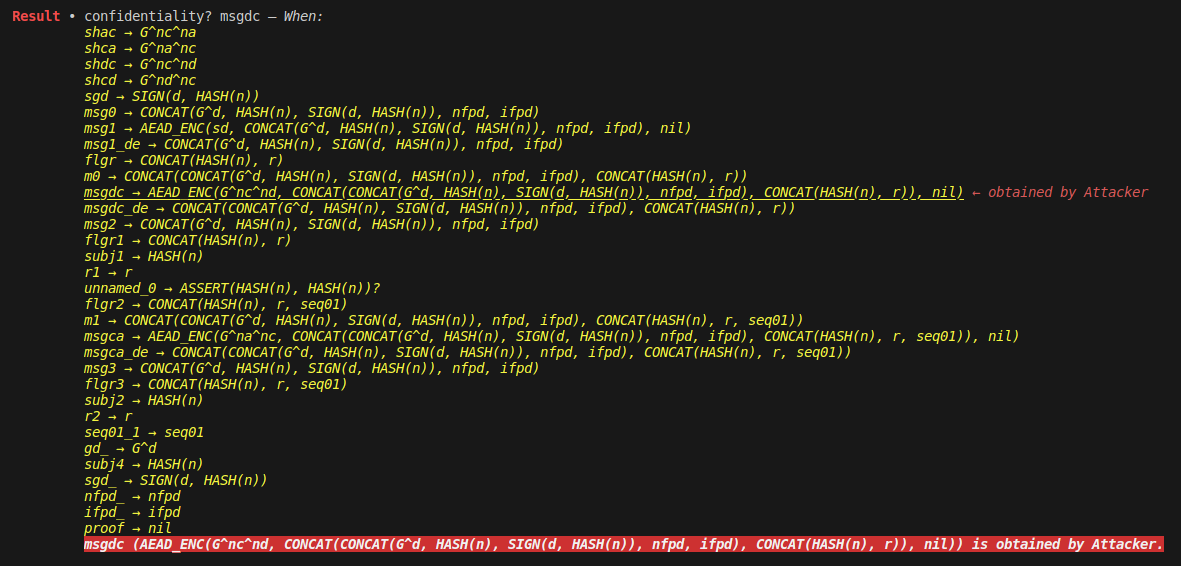 Result • confidentiality? msgdc — When:
shac → G^nc^na
shca → G^na^nc
shdc → G^nc^nd
shcd → G^nd^nc
sgd → SIGN(d, HASH(n))
msg0 → CONCAT(G^d, HASH(n), SIGN(d, HASH(n)), nfpd, ifpd)
msg1 → AEAD_ENC(sd, CONCAT(G^d, HASH(n), SIGN(d, HASH(n)), nfpd, ifpd), nil)
msg1_de → CONCAT(G^d, HASH(n), SIGN(d, HASH(n)), nfpd, ifpd)
flgr → CONCAT(HASH(n), r)
m0 → CONCAT(CONCAT(G^d, HASH(n), SIGN(d, HASH(n)), nfpd, ifpd), CONCAT(HASH(n), r))
msgdc → AEAD_ENC(G^nc^nd, CONCAT(CONCAT(G^d, HASH(n), SIGN(d, HASH(n)), nfpd, ifpd), CONCAT(HASH(n), r)), nil) ← obtained by Attacker
msgdc_de → CONCAT(CONCAT(G^d, HASH(n), SIGN(d, HASH(n)), nfpd, ifpd), CONCAT(HASH(n), r))
msg2 → CONCAT(G^d, HASH(n), SIGN(d, HASH(n)), nfpd, ifpd)
flgr1 → CONCAT(HASH(n), r)
subj1 → HASH(n)
r1 → r
unnamed_0 → ASSERT(HASH(n), HASH(n))?
flgr2 → CONCAT(HASH(n), r, seq01)
m1 → CONCAT(CONCAT(G^d, HASH(n), SIGN(d, HASH(n)), nfpd, ifpd), CONCAT(HASH(n), r, seq01))
msgca → AEAD_ENC(G^na^nc, CONCAT(CONCAT(G^d, HASH(n), SIGN(d, HASH(n)), nfpd, ifpd), CONCAT(HASH(n), r, seq01)), nil)
msgca_de → CONCAT(CONCAT(G^d, HASH(n), SIGN(d, HASH(n)), nfpd, ifpd), CONCAT(HASH(n), r, seq01))
msg3 → CONCAT(G^d, HASH(n), SIGN(d, HASH(n)), nfpd, ifpd)
flgr3 → CONCAT(HASH(n), r, seq01)
subj2 → HASH(n)
r2 → r
seq01_1 → seq01
gd_ → G^d
subj4 → HASH(n)
sgd_ → SIGN(d, HASH(n))
nfpd_ → nfpd
ifpd_ → ifpd
proof → nil
msgdc (AEAD_ENC(G^nc^nd, CONCAT(CONCAT(G^d, HASH(n), SIGN(d, HASH(n)), nfpd, ifpd), CONCAT(HASH(n), r)), nil)) is obtained by Attacker.